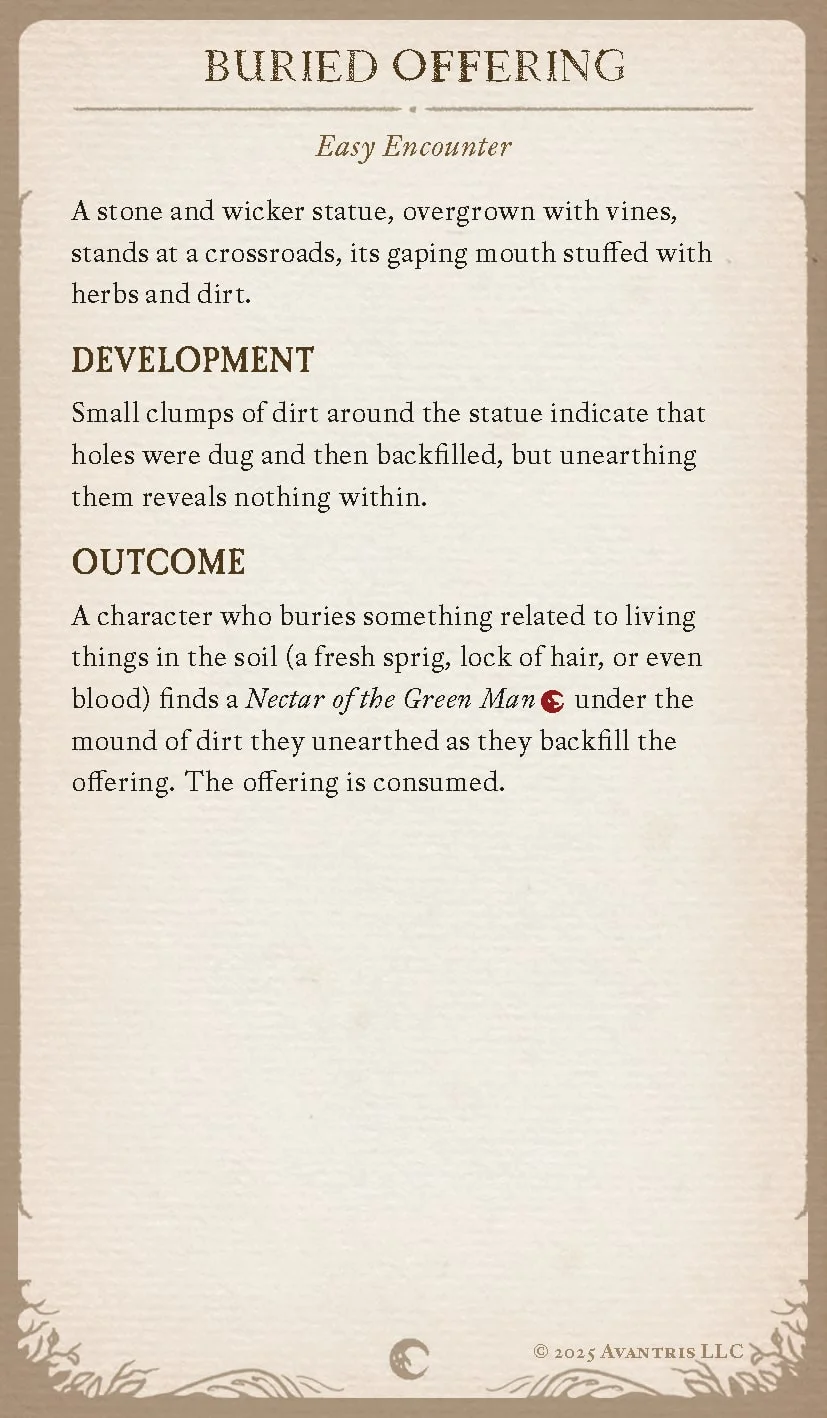 BURIED OFFERING
Easy Encounter
A stone and wicker statue, overgrown with vines,
stands at a crossroads, its gaping mouth stuffed with
herbs and dirt.
DEVELOPMENT
Small clumps of dirt around the statue indicate that
holes were dug and then backfilled, but unearthing
them reveals nothing within.
OUTCOME
A character who buries something related to living
things in the soil (a fresh sprig, lock of hair, or even
blood) finds a Nectar of the Green Man under the
mound of dirt they unearthed as they backfill the
offering. The offering is consumed.
© 2025 AVANTRIS LLC